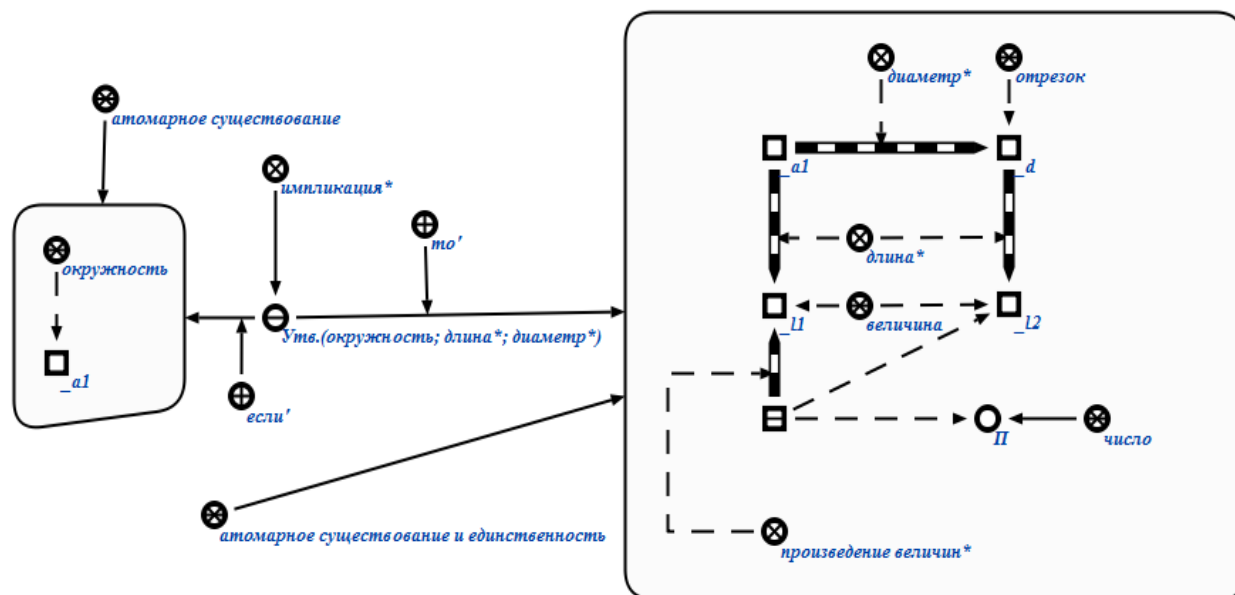 диаметр*
отрезок
атомарное существование
_a1
_d
импликация*
то'
длина*
окружность
_l1
величина
_l2
Утв.(окружность; длина*; диаметр*)
_a1
если'
П
число
атомарное существование и единственность
произведение величин*